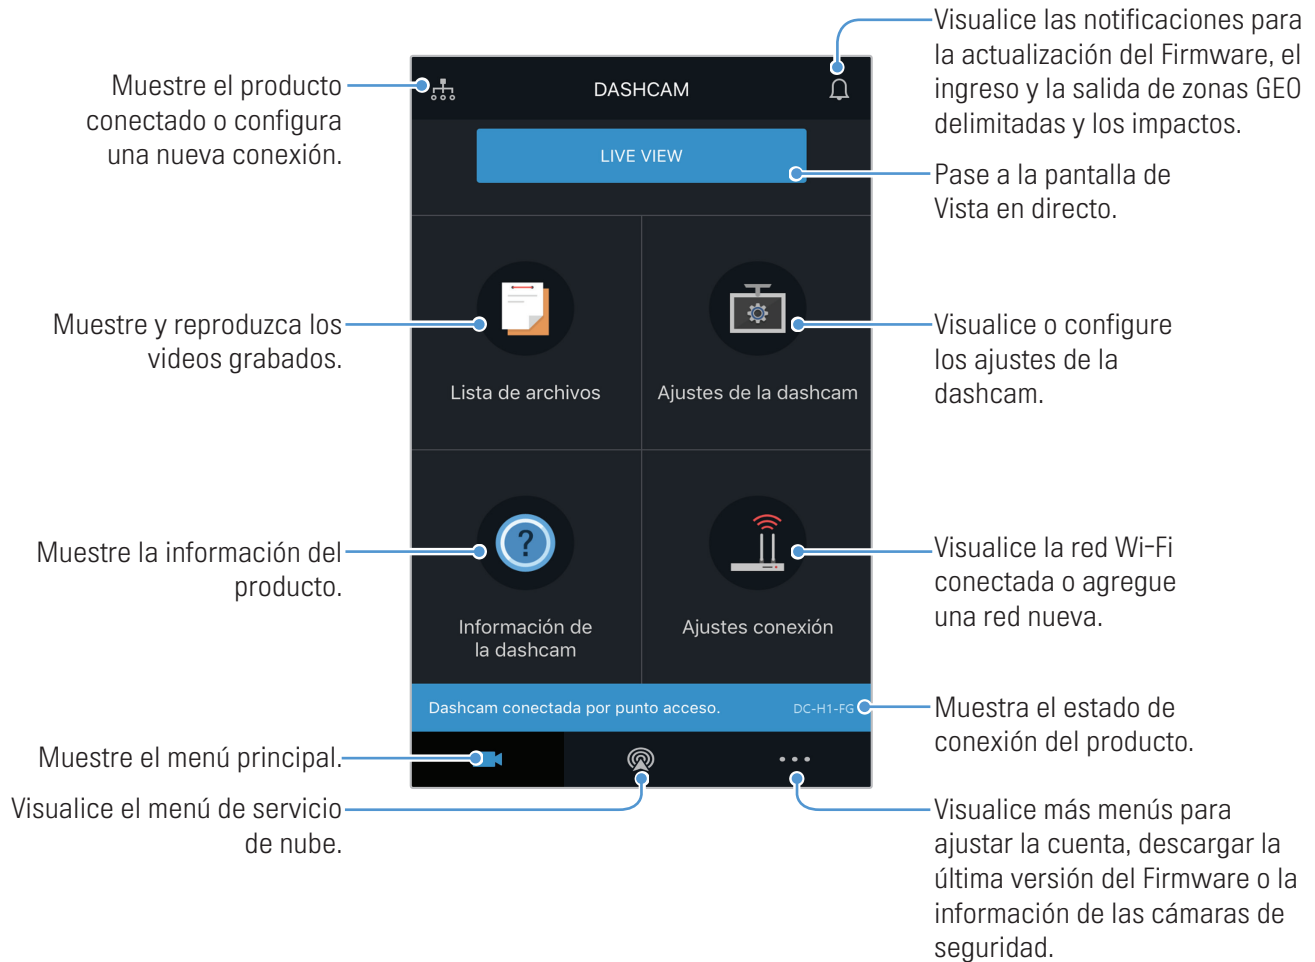 Visualice las notificaciones para
la actualización del Firmware, el
ingreso y la salida de zonas GEO
delimitadas y los impactos.
Muestre el producto
conectado o configura
una nueva conexión.
DASHCAM
LIVE VIEW
Pase a la pantalla de
Vista en directo.
Muestre y reproduzca los
videos grabados.
Lista de archivos
Ajustes de la dashcam
Visualice o configure
los ajustes de la
dashcam.
Muestre la información del
producto.
?
Información de
la dashcam
Ajustes conexión
Visualice la red Wi-Fi
conectada o agregue
una red nueva.
Dashcam conectada por punto acceso.
DC-H1-FG
Muestra el estado de
conexión del producto.
Muestre el menú principal.
Visualice el menú de servicio
de nube.
Visualice más menús para
ajustar la cuenta, descargar la
última versión del Firmware o la
información de las cámaras de
seguridad.